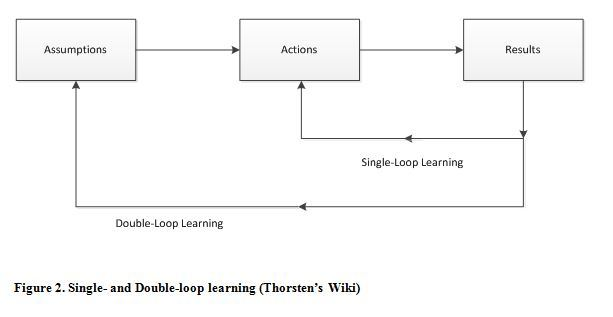 Assumptions
Actions
Results
Single-Loop Learning
Double-Loop Learning
Figure 2. Single- and Double-loop learning (Thorsten’s Wiki)